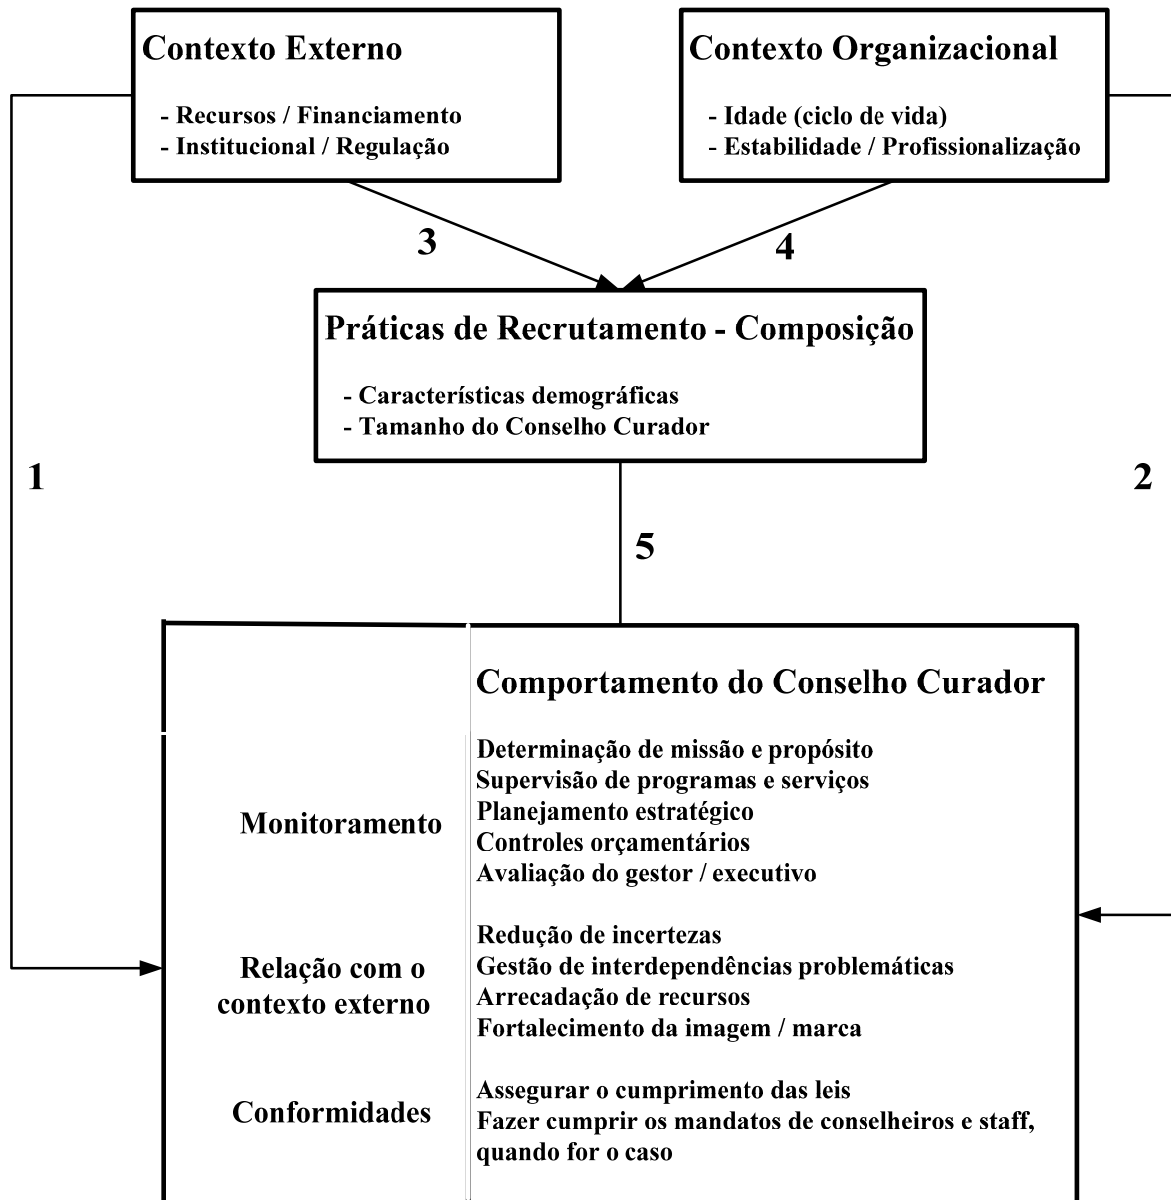 Contexto Externo
- Recursos / Financiamento
- Institucional / Regulação
Contexto Organizacional
- Idade (ciclo de vida)
- Estabilidade / Profissionalização
3
4
Práticas de Recrutamento - Composição
- Características demográficas
- Tamanho do Conselho Curador
1
2
5
Comportamento do Conselho Curador
Monitoramento
Determinação de missão e propósito
Supervisão de programas e serviços
Planejamento estratégico
Controles orçamentários
Avaliação do gestor / executivo
Relação com o
contexto externo
Redução de incertezas
Gestão de interdependências problemáticas
Arrecadação de recursos
Fortalecimento da imagem / marca
Conformidades
Assegurar o cumprimento das leis
Fazer cumprir os mandatos de conselheiros e staff,
quando for o caso